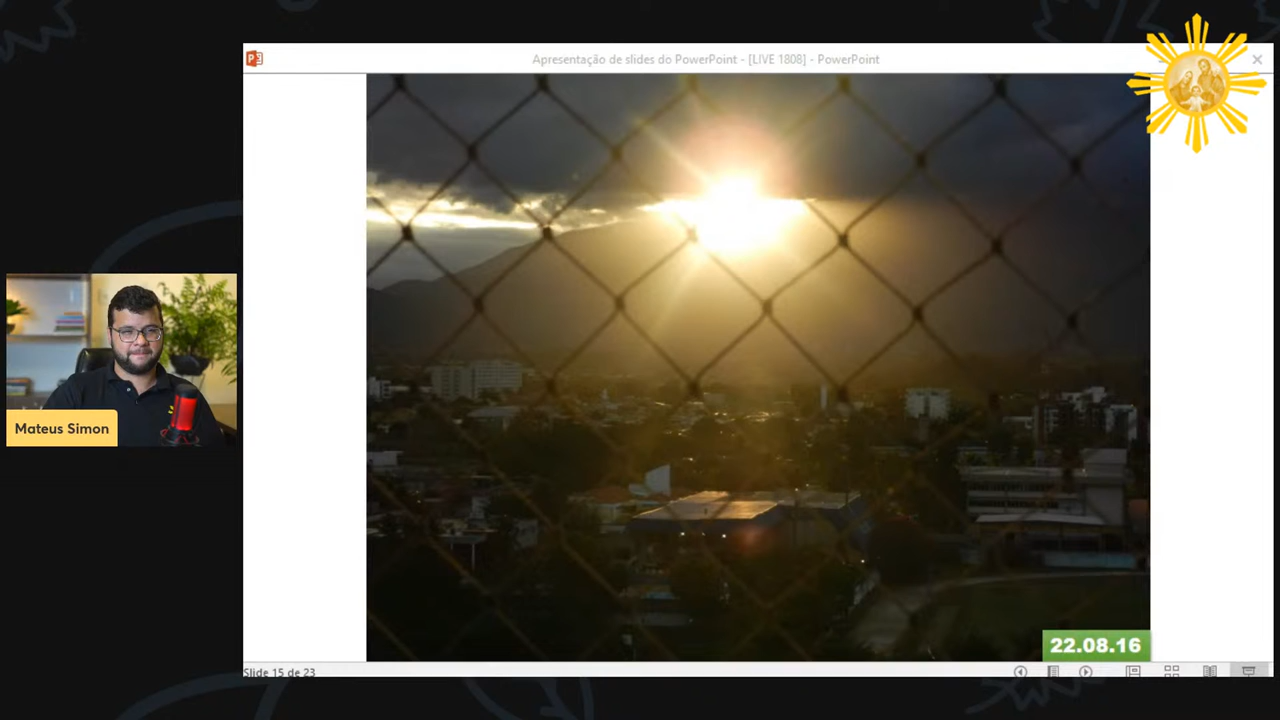 Apresentação de slides do PowerPoint - [LIVE 1808] - PowerPoint
Mateus Simon
22.08.16
Slide 15 de 23